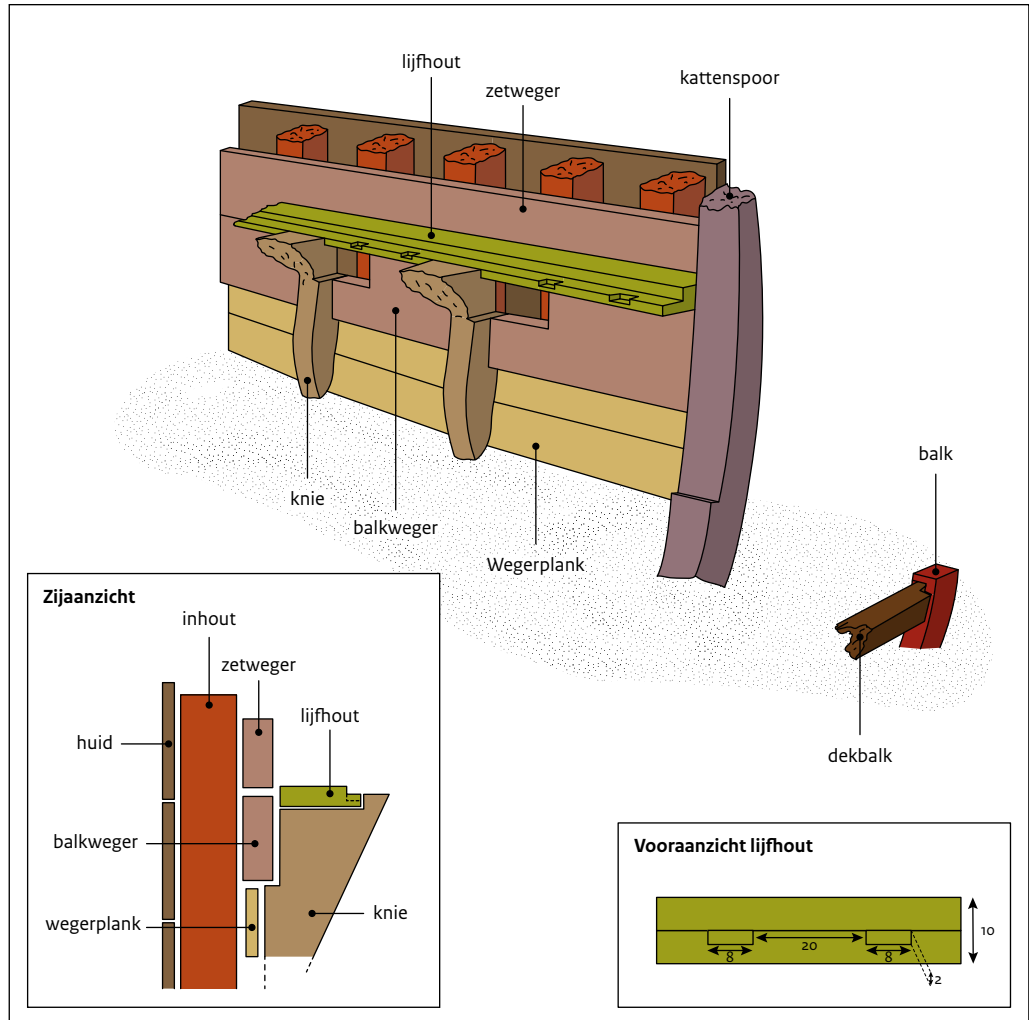 lijfhout
zetweger
kattenspoor
knie
balkweger
Wegerplank
balk
dekbalk
Zijaanzicht
inhout
zetweger
lijfhout
huid
balkweger
wegerplank
knie
Vooraanzicht lijfhout
10
20
8
8
2